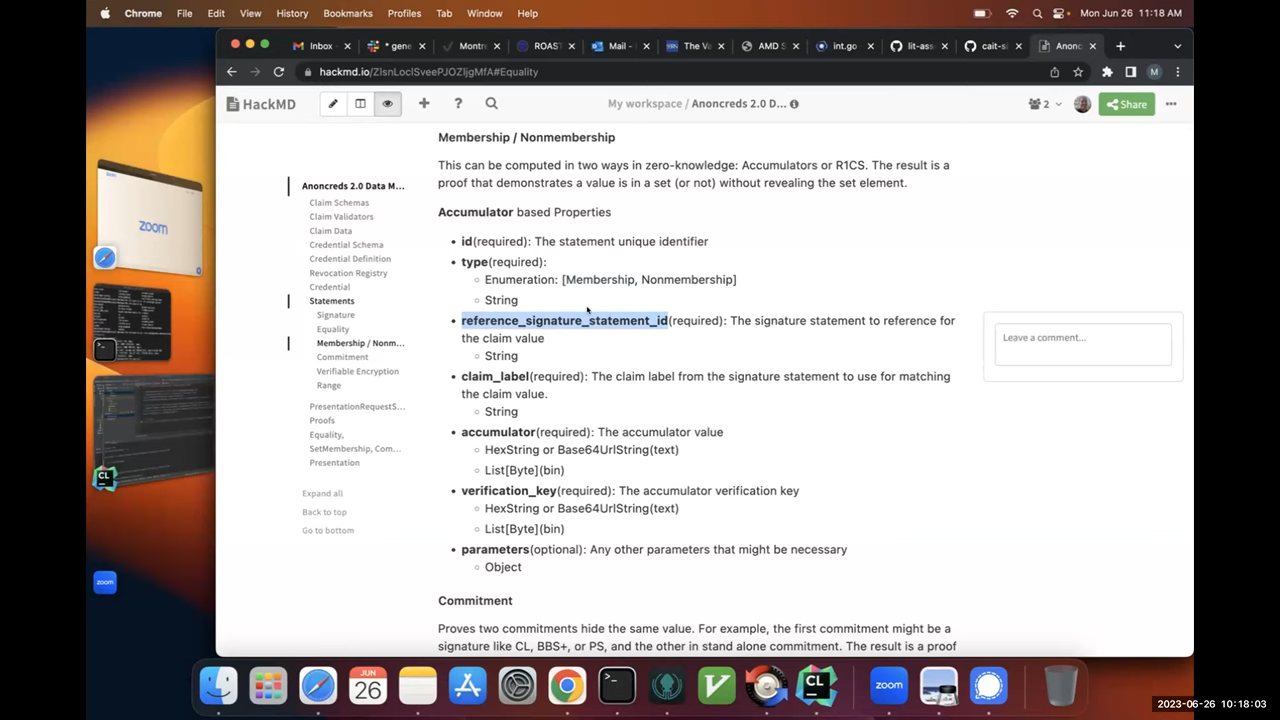 Chrome File Edit View History Bookmarks Profiles Tab Window Help Mon Jun 26 11:18 AM
Inbox - * gene Montre ROAST Mail - The Va AMD S int.go lit-ass cait-si Anonc
hackmd.io/ZIsnLoclSveePJOZljgMfA#Equality
M
HackMD
My workspace / Anoncreds 2.0 D...
2
Share
Membership / Nonmembership
This can be computed in two ways in zero-knowledge: Accumulators or R1CS. The result is a
proof that demonstrates a value is in a set (or not) without revealing the set element.
Accumulator based Properties
• id(required): The statement unique identifier
• type(required):
Enumeration: [Membership, Nonmembership]
String
• (required): The signature statement to reference for
the claim value
String
• claim_label(required): The claim label from the signature statement to use for matching
the claim value.
String
• accumulator(required): The accumulator value
HexString or Base64UrlString(text)
List[Byte](bin)
• verification_key(required): The accumulator verification key
HexString or Base64UrlString(text)
List[Byte](bin)
• parameters(optional): Any other parameters that might be necessary
Object
Commitment
Proves two commitments hide the same value. For example, the first commitment might be a
signature like CL, BBS+, or PS, and the other in stand alone commitment. The result is a proof
Anoncreds 2.0 Data M...
Claim Schemas
Claim Validators
Claim Data
Credential Schema
Credential Definition
Revocation Registry
Credential
Statements
Signature
Equality
Membership / Nonm...
Commitment
Verifiable Encryption
Range
PresentationRequestS...
Proofs
Equality,
SetMembership, Com...
Presentation
Expand all
Back to top
Go to bottom
Leave a comment...
zoom
CL
zoom
JUN
26
CL
zoom
2023-06-26 10:18:03